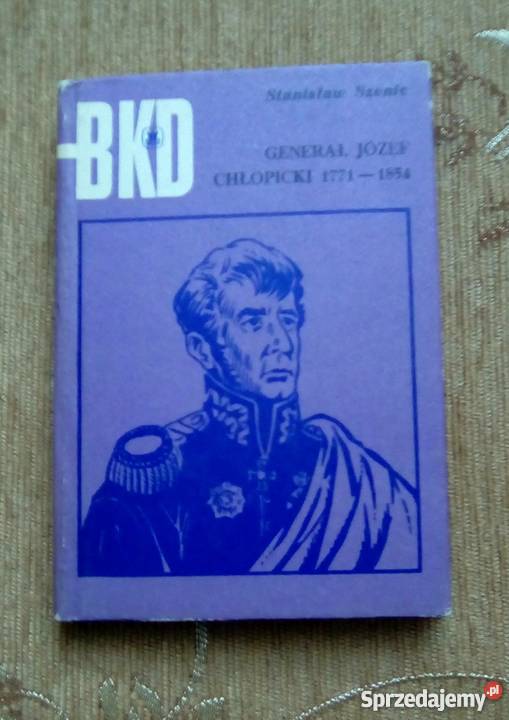 Stanisław Szenic
BKD
GENERAŁ JÓZEF
CHŁOPICKI 1771 — 1854
Sprzedajemy.pl